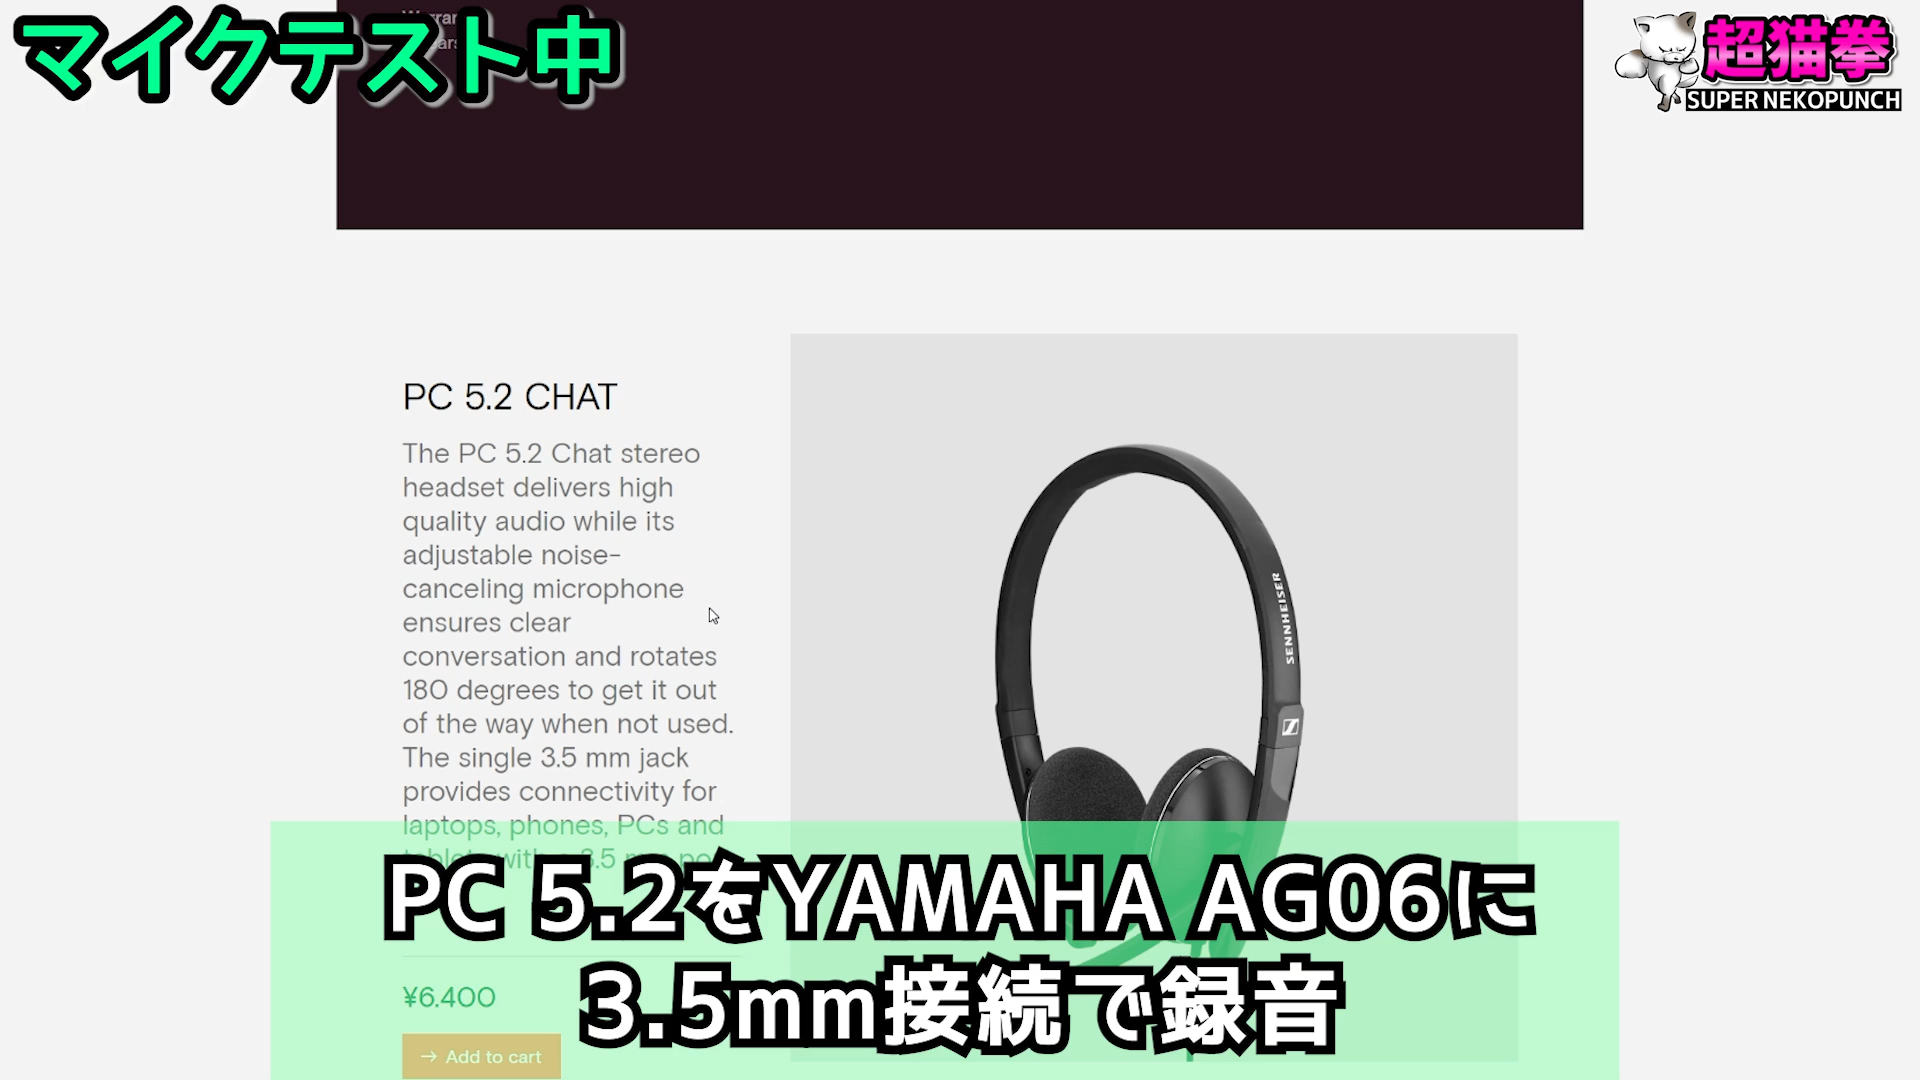 マイクテスト中
超猫拳
SUPER NEKOPUNCH
PC 5.2 CHAT
The PC 5.2 Chat stereo
headset delivers high
quality audio while its
adjustable noise-
canceling microphone
ensures clear
conversation and rotates
180 degrees to get it out
of the way when not used.
The single 3.5 mm jack
provides connectivity for
laptops, phones, PCs and
SENNHEISER
PC 5.2をYAMAHA AG06に
3.5mm接続で録音
¥6.400
→ Add to cart